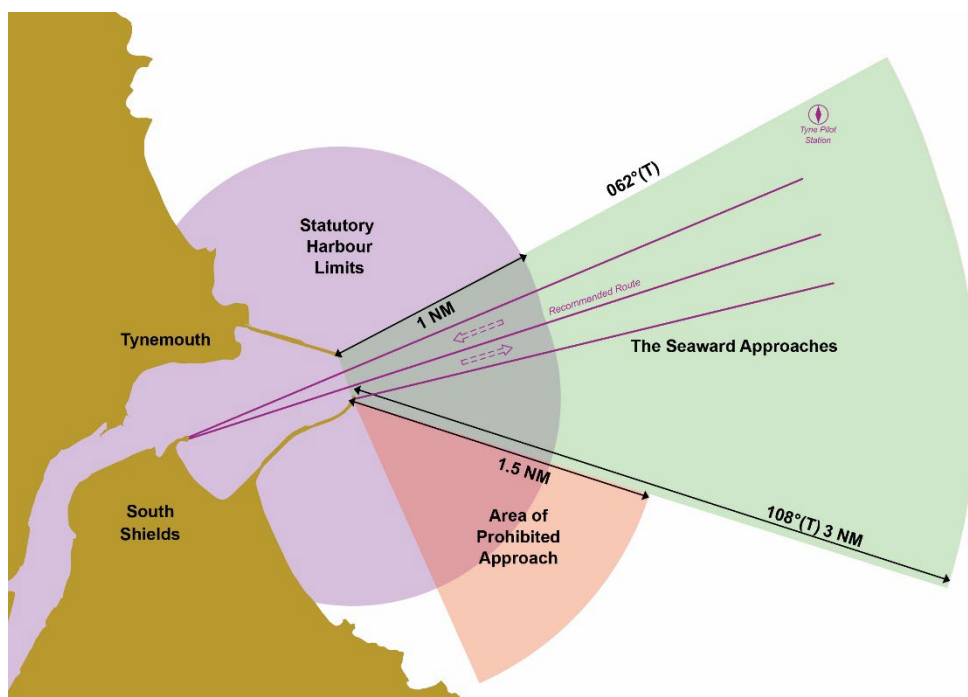 Tyne Pilot
Station
062°(T)
Statutory
Harbour
Limits
1 NM
Recommended Route
Tynemouth
The Seaward Approaches
1.5 NM
108°(T) 3 NM
South
Shields
Area of
Prohibited
Approach